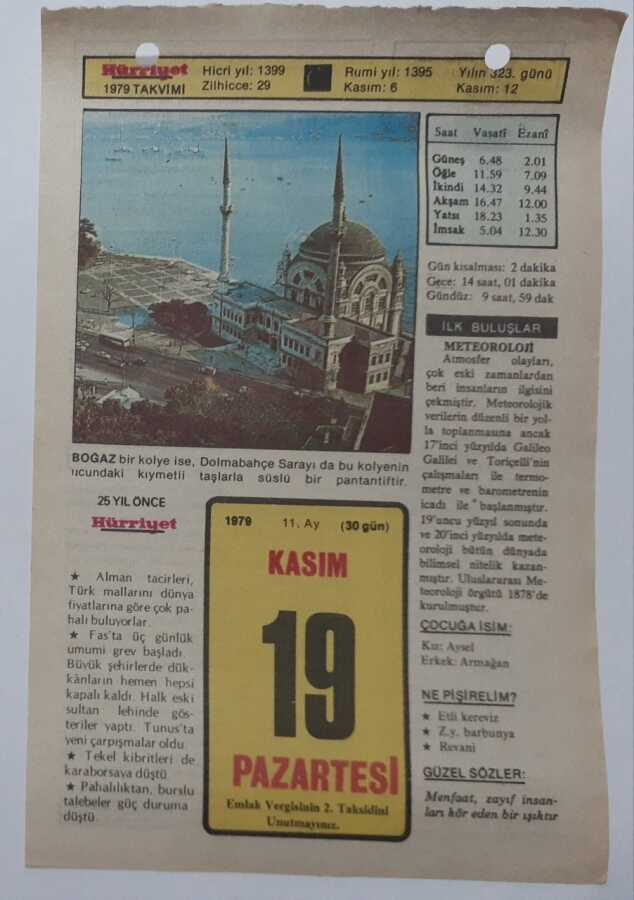 Hürriyet
1979 TAKVİMİ
Hicri yıl: 1399
Zilhicce: 29
Rumi yıl: 1395
Kasım: 6
Yılın 323. günü
Kasım: 12
Saat Vasatî Ezanî
Güneş 6.48 2.01
Öğle 11.59 7.09
İkindi 14.32 9.44
Akşam 16.47 12.00
Yatsı 18.23 1.35
İmsak 5.04 12.30
Gün kısalması: 2 dakika
Gece: 14 saat, 01 dakika
Gündüz: 9 saat, 59 dak
BOĞAZ bir kolye ise, Dolmabahçe Sarayı da bu kolyenin
ucundaki kıymetli taşlarla süslü bir pantantiftir.
25 YIL ÖNCE
Hürriyet
★ Alman tacirleri,
Türk mallarını dünya
fiyatlarına göre çok pa-
halı buluyorlar.
★ Fas'ta üç günlük
umumi grev başladı.
Büyük şehirlerde dük-
kânların hemen hepsi
kapalı kaldı. Halk eski
sultan lehinde gös-
teriler yaptı. Tunus'ta
yeni çarpışmalar oldu.
★ Tekel kibritleri de
karaborsaya düştü.
★ Pahalılıktan, burslu
talebeler güç duruma
düştü.
1979 11. Ay (30 gün)
KASIM
19
PAZARTESİ
Emlak Vergisinin 2. Taksidini
Unutmayınız.
İLK BULUŞLAR
METEOROLOJİ
Atmosfer olayları,
çok eski zamanlardan
beri insanların ilgisini
çekmiştir. Meteorolojik
verilerin düzenli bir yol-
la toplanmasına ancak
17'inci yüzyılda Galileo
Galilei ve Toriçelli'nin
çalışmaları ile termo-
metre ve barometrenin
icadı ile başlanmıştır.
19'uncu yüzyıl sonunda
ve 20'inci yüzyılda mete-
oroloji bütün dünyada
bilimsel nitelik kazan-
mıştır. Uluslararası Me-
teoroloji örgütü 1878'de
kurulmuştur.
ÇOCUĞA İSİM:
Kız: Aysel
Erkek: Armağan
NE PİŞİRELİM?
★ Etli kereviz
★ Z.y. barbunya
★ Revani
GÜZEL SÖZLER:
Menfaat, zayıf insan-
ları kör eden bir ışıktır